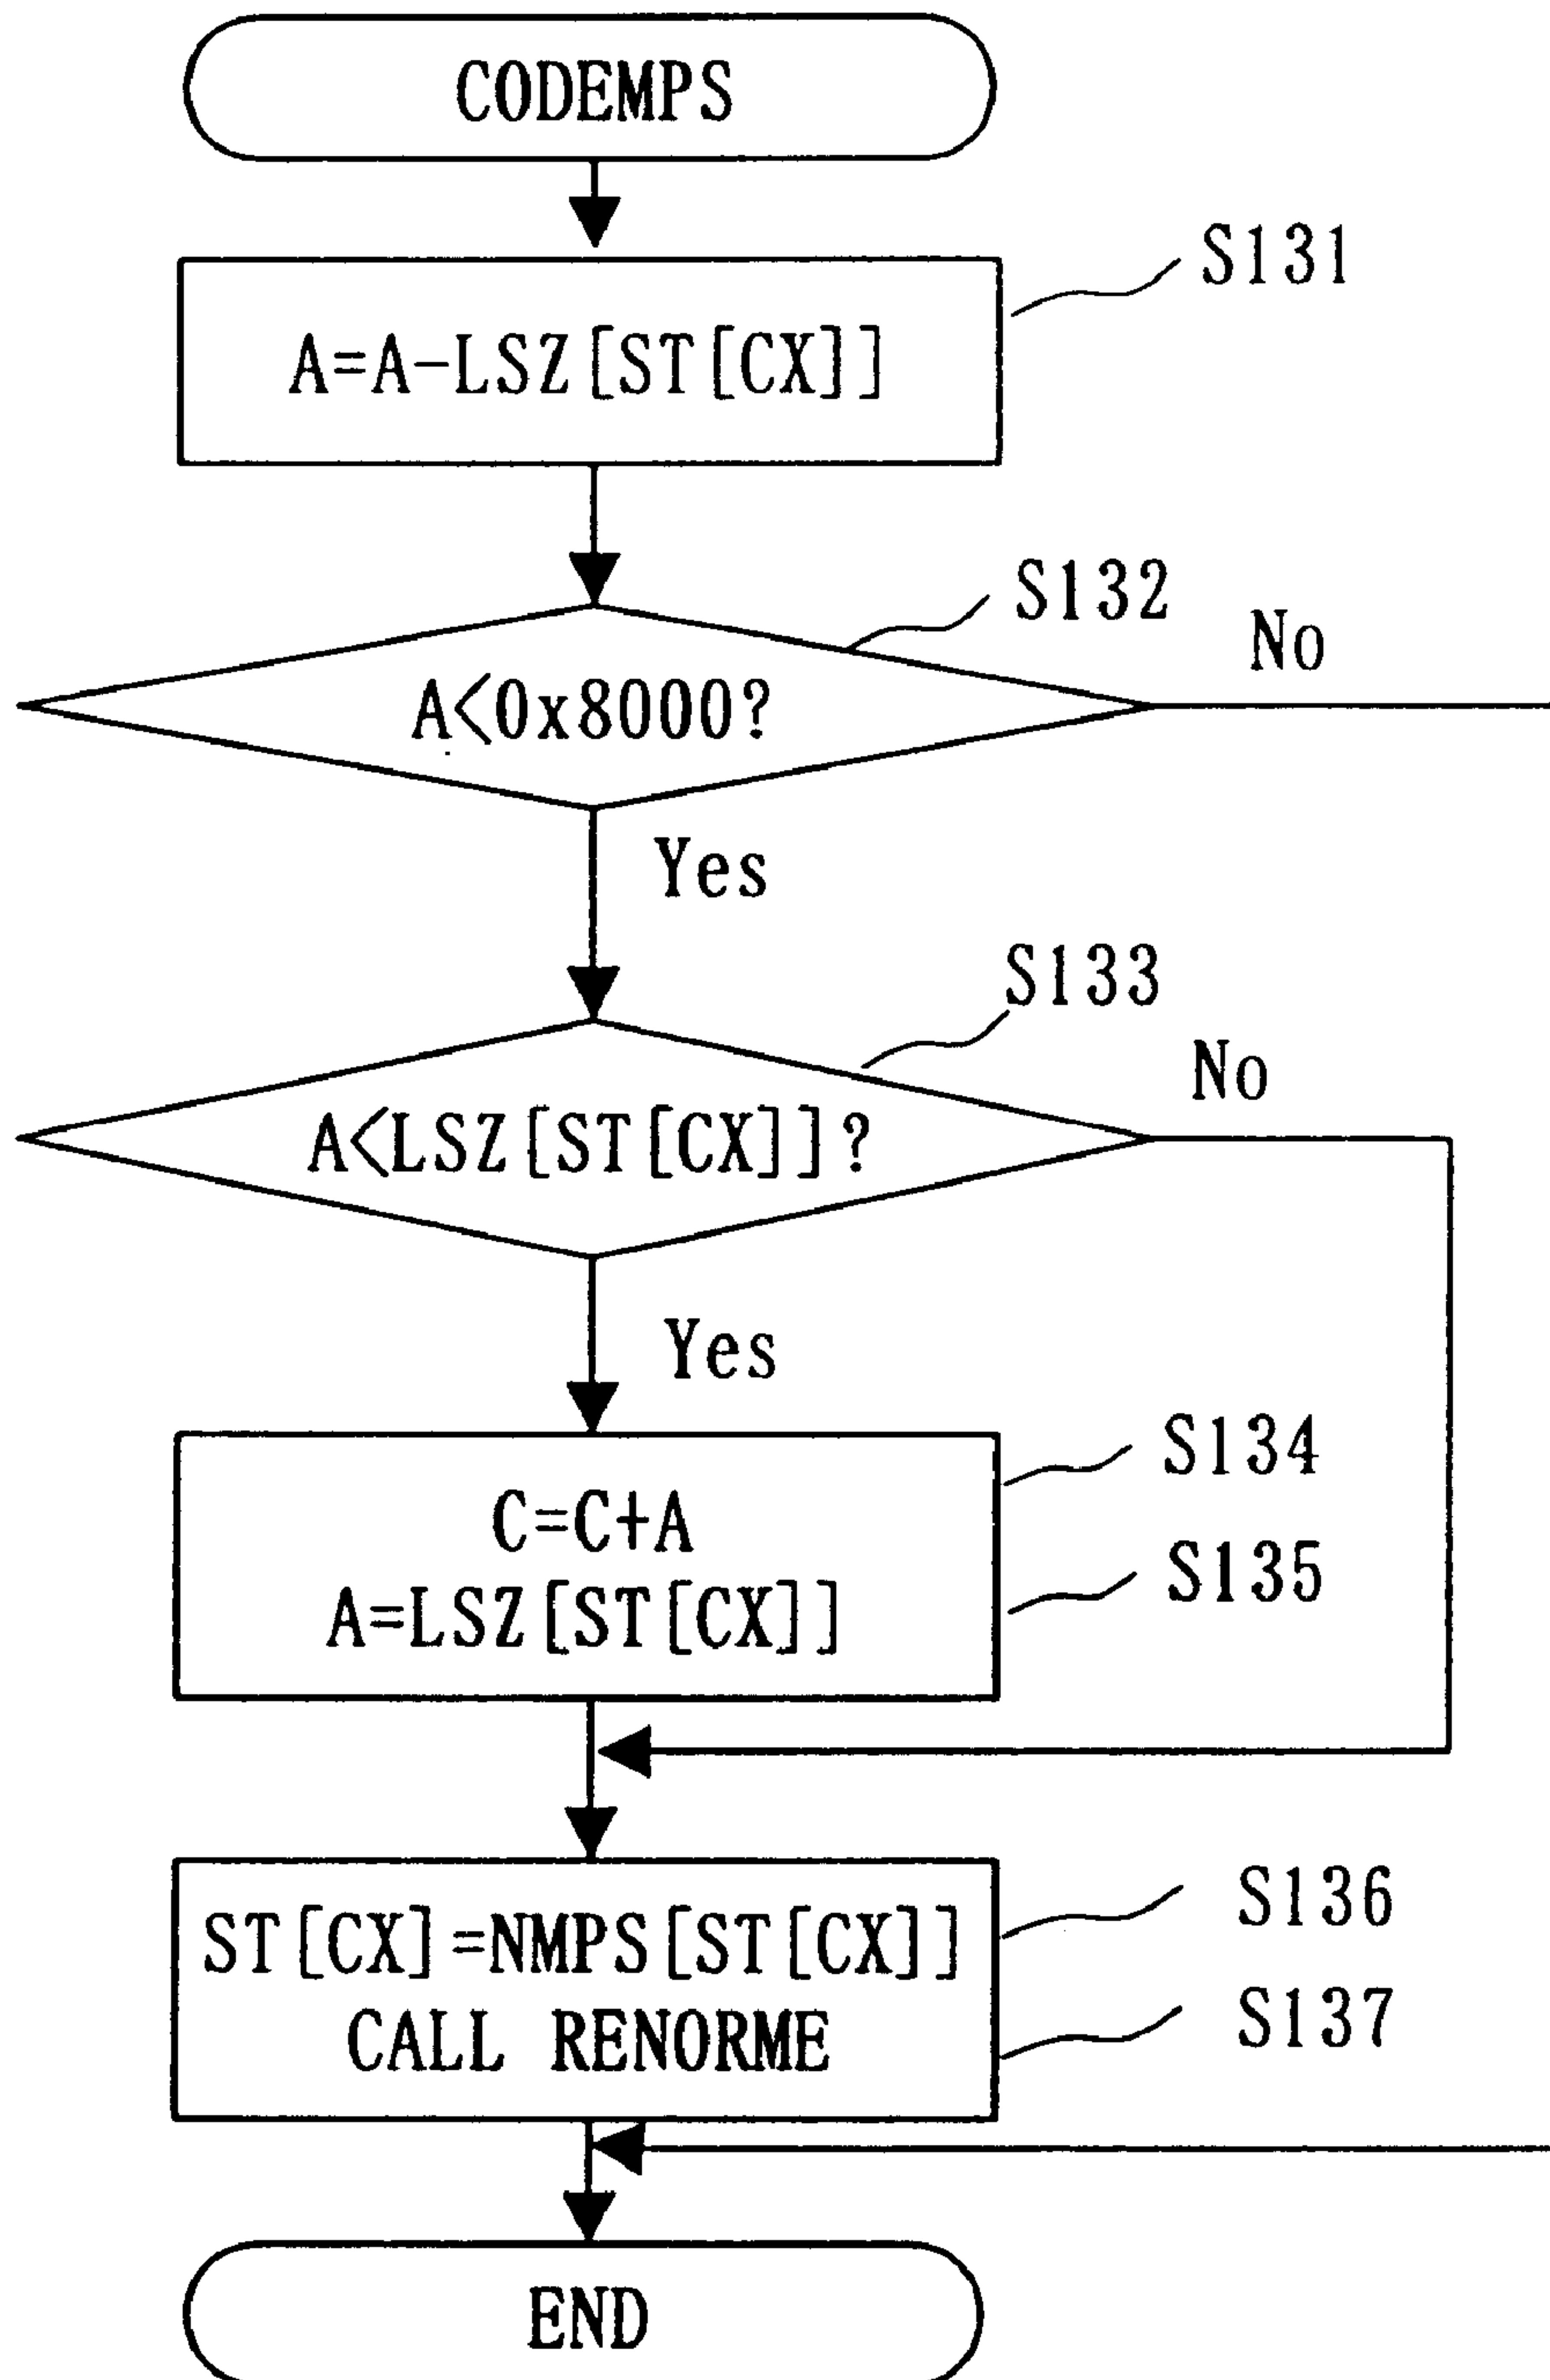 CODEMPS
S131
A=A-LSZ[ST[CX]]
S132
No
A<0x8000?
Yes
S133
No
A<LSZ[ST[CX]]?
Yes
S134
C=C+A
S135
A=LSZ[ST[CX]]
S136
ST[CX]=NMPS[ST[CX]]
S137
CALL RENORME
END